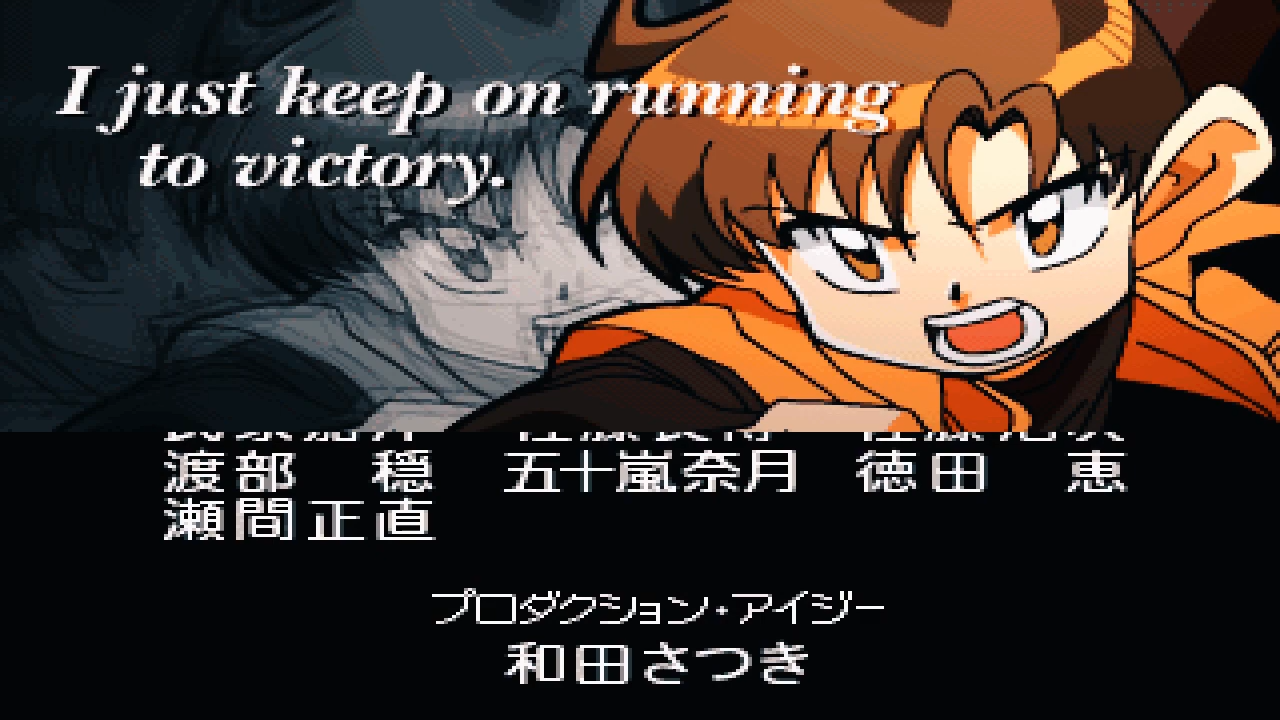 I just keep on running
to victory.
渡部　穏　五十嵐奈月　徳田　恵
瀬間正直
プロダクション・アイジー
和田さつき